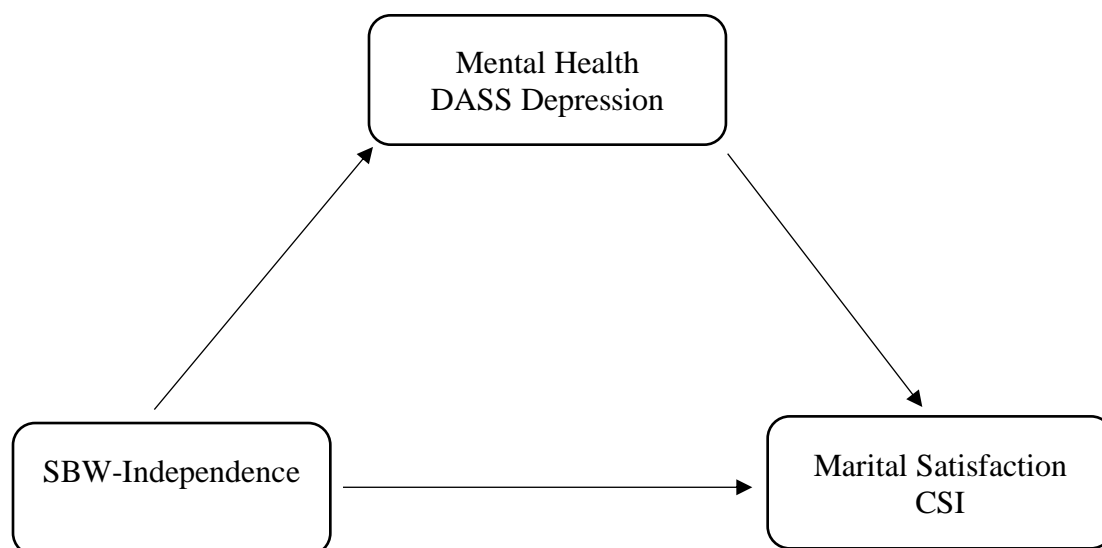 Mental Health
DASS Depression
SBW-Independence
Marital Satisfaction
CSI